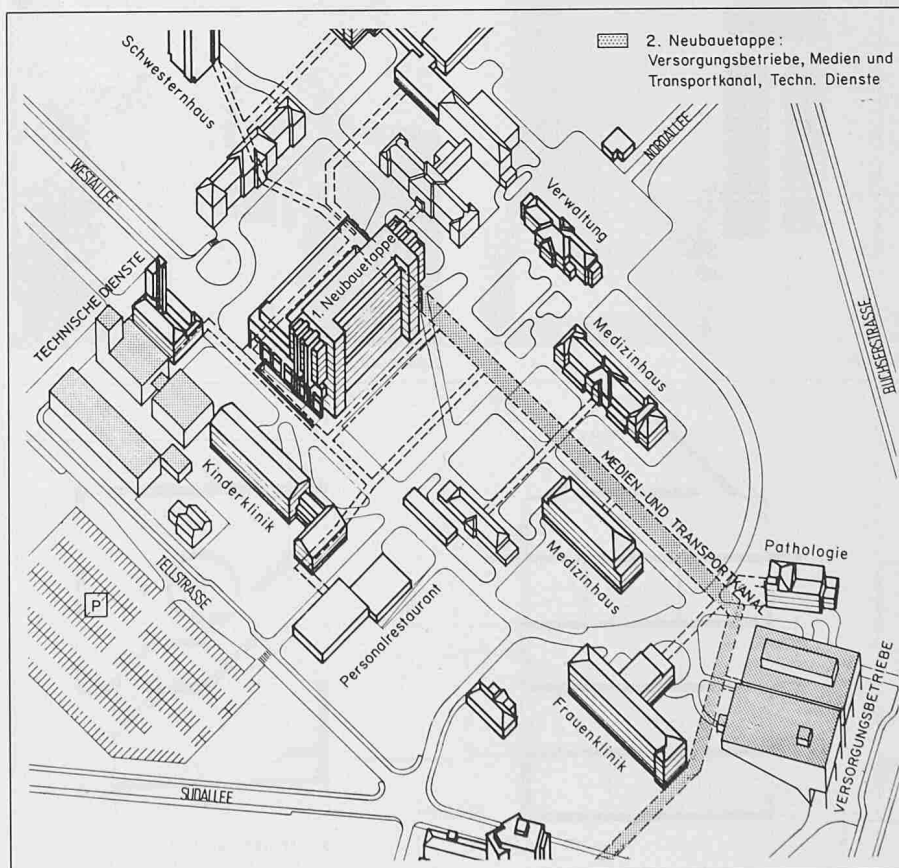 2. Neubauetappe:
Versorgungsbetriebe, Medien und
Transportkanal, Techn. Dienste
Schwesternhaus
NORDALLEE
WESTALLEE
Verwaltung
1. Neubauetappe
TECHNISCHE DIENSTE
BUCHSERSTRASSE
Medizinhaus
Kinderklinik
MEDIEN- UND TRANSPORTKANAL
Pathologie
TELLSTRASSE
Medizinhaus
P
Personalrestaurant
Frauenklinik
VERSORGUNGSBETRIEBE
SÜDALLEE